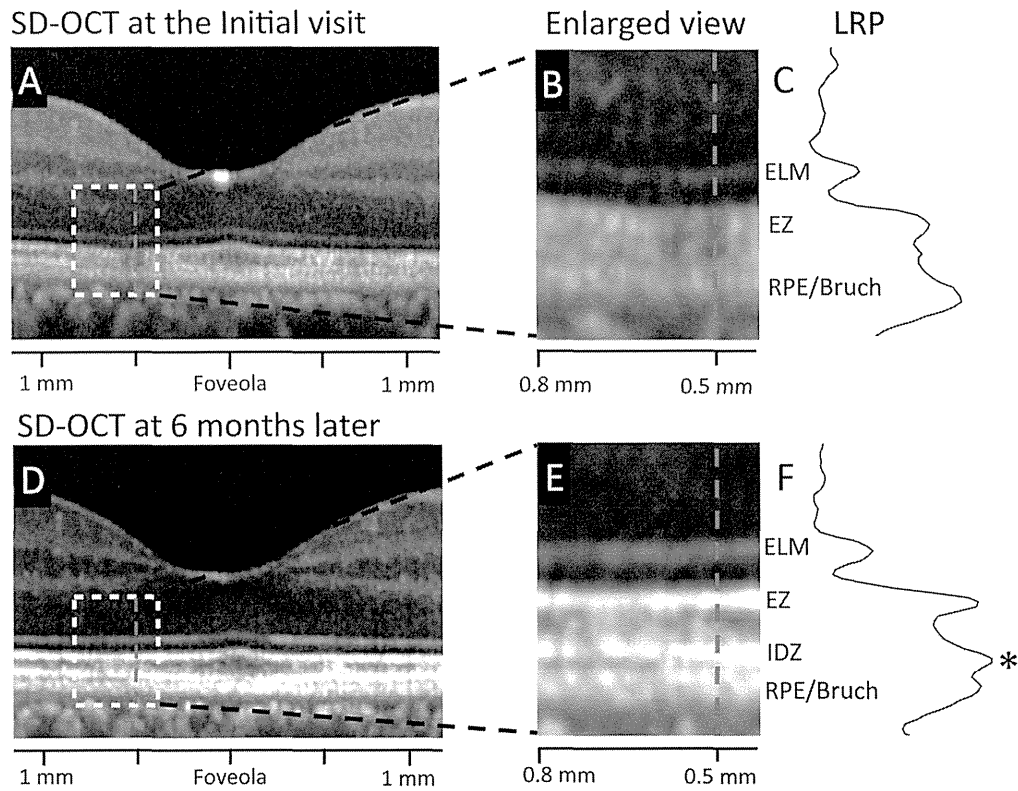 SD-OCT at the Initial visit
Enlarged view
LRP
A
B
C
ELM
EZ
RPE/Bruch
1 mm
Foveola
1 mm
0.8 mm
0.5 mm
SD-OCT at 6 months later
D
E
F
ELM
EZ
IDZ
*
RPE/Bruch
1 mm
Foveola
1 mm
0.8 mm
0.5 mm